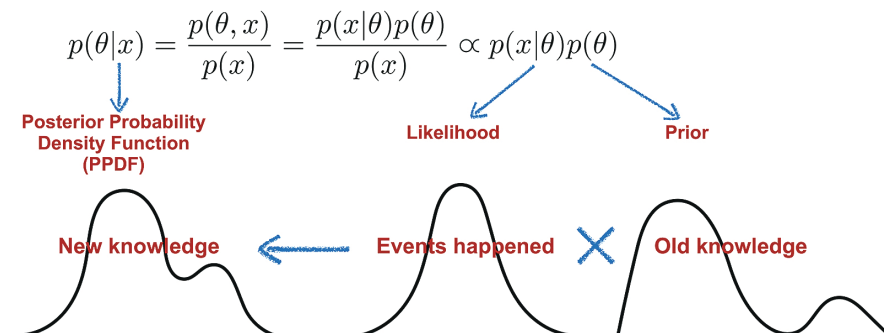 p(θ|x) = p(θ, x) / p(x) = p(x|θ)p(θ) / p(x) ∝ p(x|θ)p(θ)
Posterior Probability
Density Function
(PPDF)
Likelihood
Prior
New knowledge
Events happened
Old knowledge